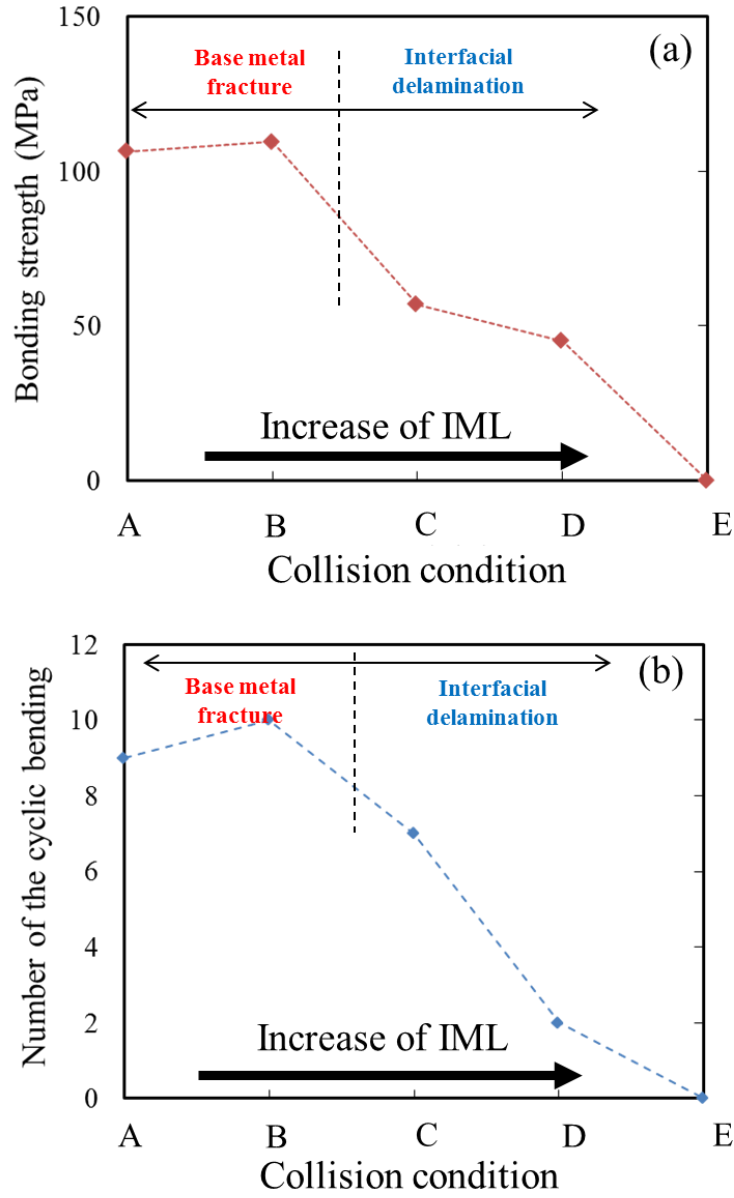 150
(a)
Base metal
fracture
Interfacial
delamination
100
Bonding strength (MPa)
50
Increase of IML
0
A B C D E
Collision condition
12
(b)
Base metal
fracture
Interfacial
delamination
10
8
Number of the cyclic bending
6
4
2
Increase of IML
0
A B C D E
Collision condition